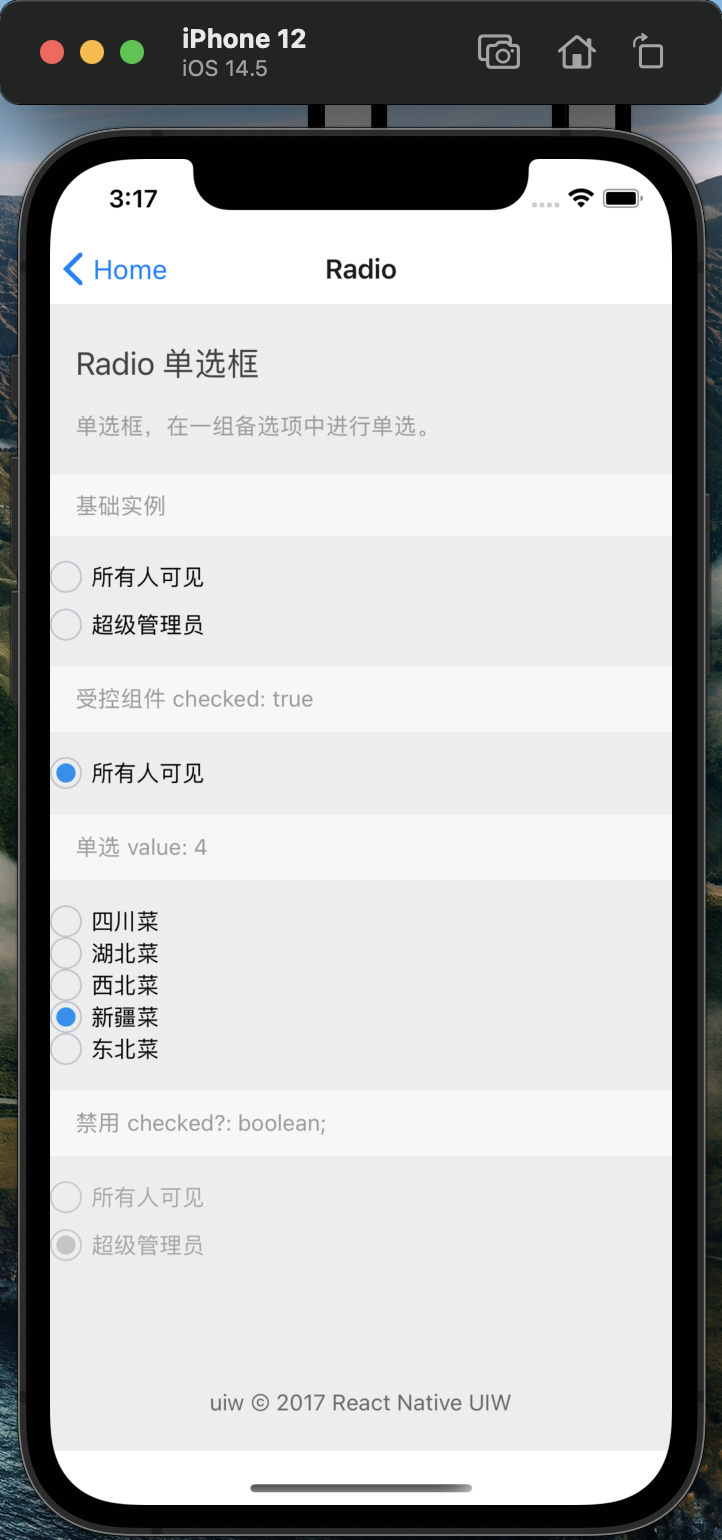 iPhone 12
iOS 14.5
3:17
Home
Radio
Radio 单选框
单选框，在一组备选项中进行单选。
基础实例
所有人可见
超级管理员
受控组件 checked: true
所有人可见
单选 value: 4
四川菜
湖北菜
西北菜
新疆菜
东北菜
禁用 checked?: boolean;
所有人可见
超级管理员
uiw © 2017 React Native UIW